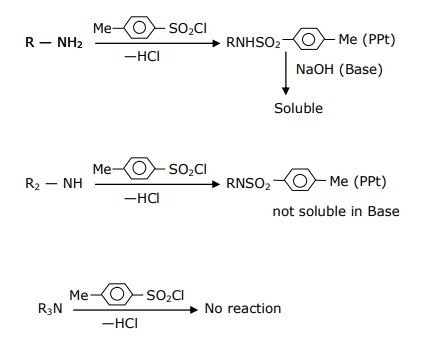 Me SO₂Cl
R — NH₂ RNHSO₂ Me (PPt)
—HCl
NaOH (Base)
Soluble
Me SO₂Cl
R₂ — NH RNSO₂ Me (PPt)
—HCl
not soluble in Base
Me SO₂Cl
R₃N No reaction
—HCl